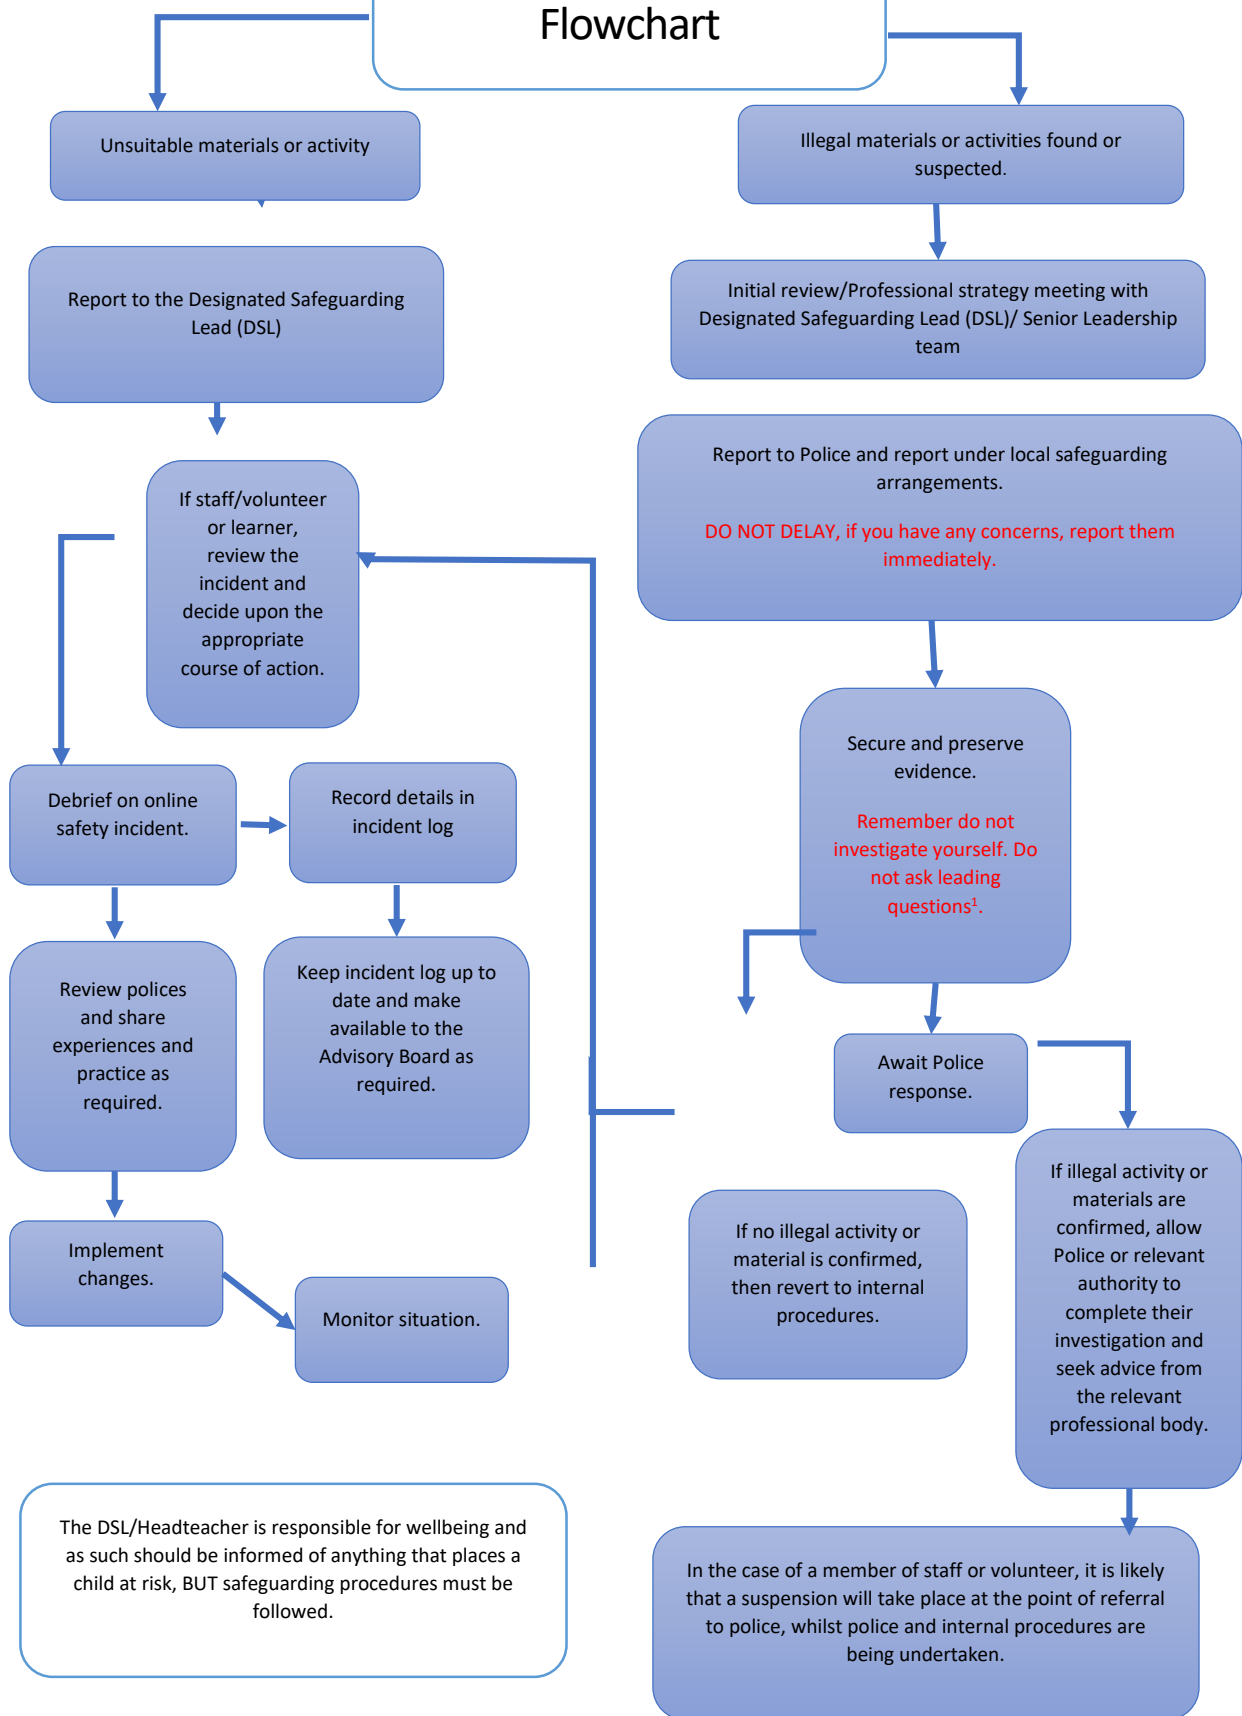 Flowchart
Unsuitable materials or activity
Report to the Designated Safeguarding
Lead (DSL)
If staff/volunteer
or learner,
review the
incident and
decide upon the
appropriate
course of action.
Debrief on online
safety incident.
Record details in
incident log
Review polices
and share
experiences and
practice as
required.
Keep incident log up to
date and make
available to the
Advisory Board as
required.
Implement
changes.
Monitor situation.
The DSL/Headteacher is responsible for wellbeing and
as such should be informed of anything that places a
child at risk, BUT safeguarding procedures must be
followed.
Illegal materials or activities found or
suspected.
Initial review/Professional strategy meeting with
Designated Safeguarding Lead (DSL)/ Senior Leadership
team
Report to Police and report under local safeguarding
arrangements.
DO NOT DELAY, if you have any concerns, report them
immediately.
Secure and preserve
evidence.
Remember do not
investigate yourself. Do
not ask leading
questions¹.
Await Police
response.
If no illegal activity or
material is confirmed,
then revert to internal
procedures.
If illegal activity or
materials are
confirmed, allow
Police or relevant
authority to
complete their
investigation and
seek advice from
the relevant
professional body.
In the case of a member of staff or volunteer, it is likely
that a suspension will take place at the point of referral
to police, whilst police and internal procedures are
being undertaken.